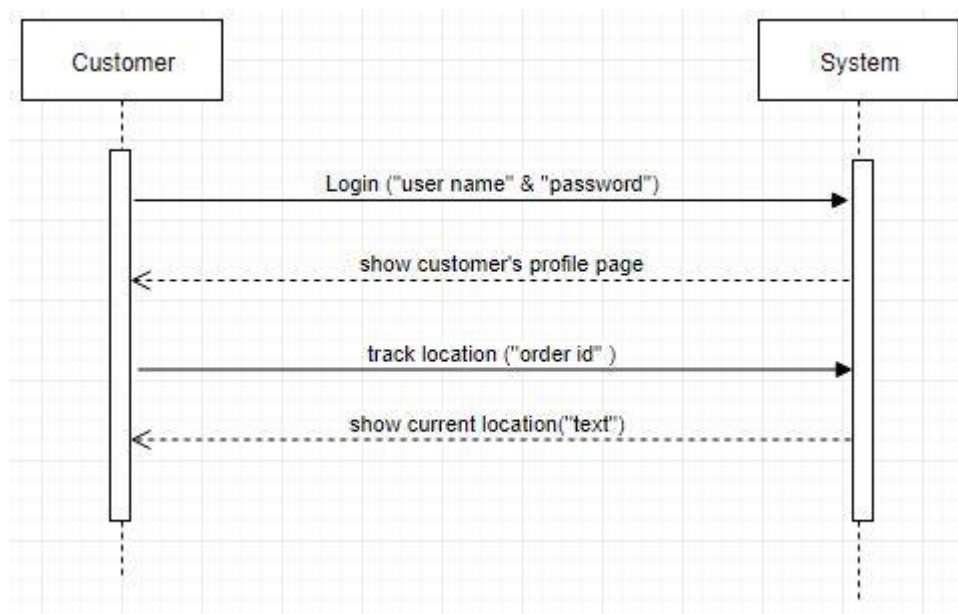 Customer
System
Login ("user name" & "password")
show customer's profile page
track location ("order id" )
show current location("text")